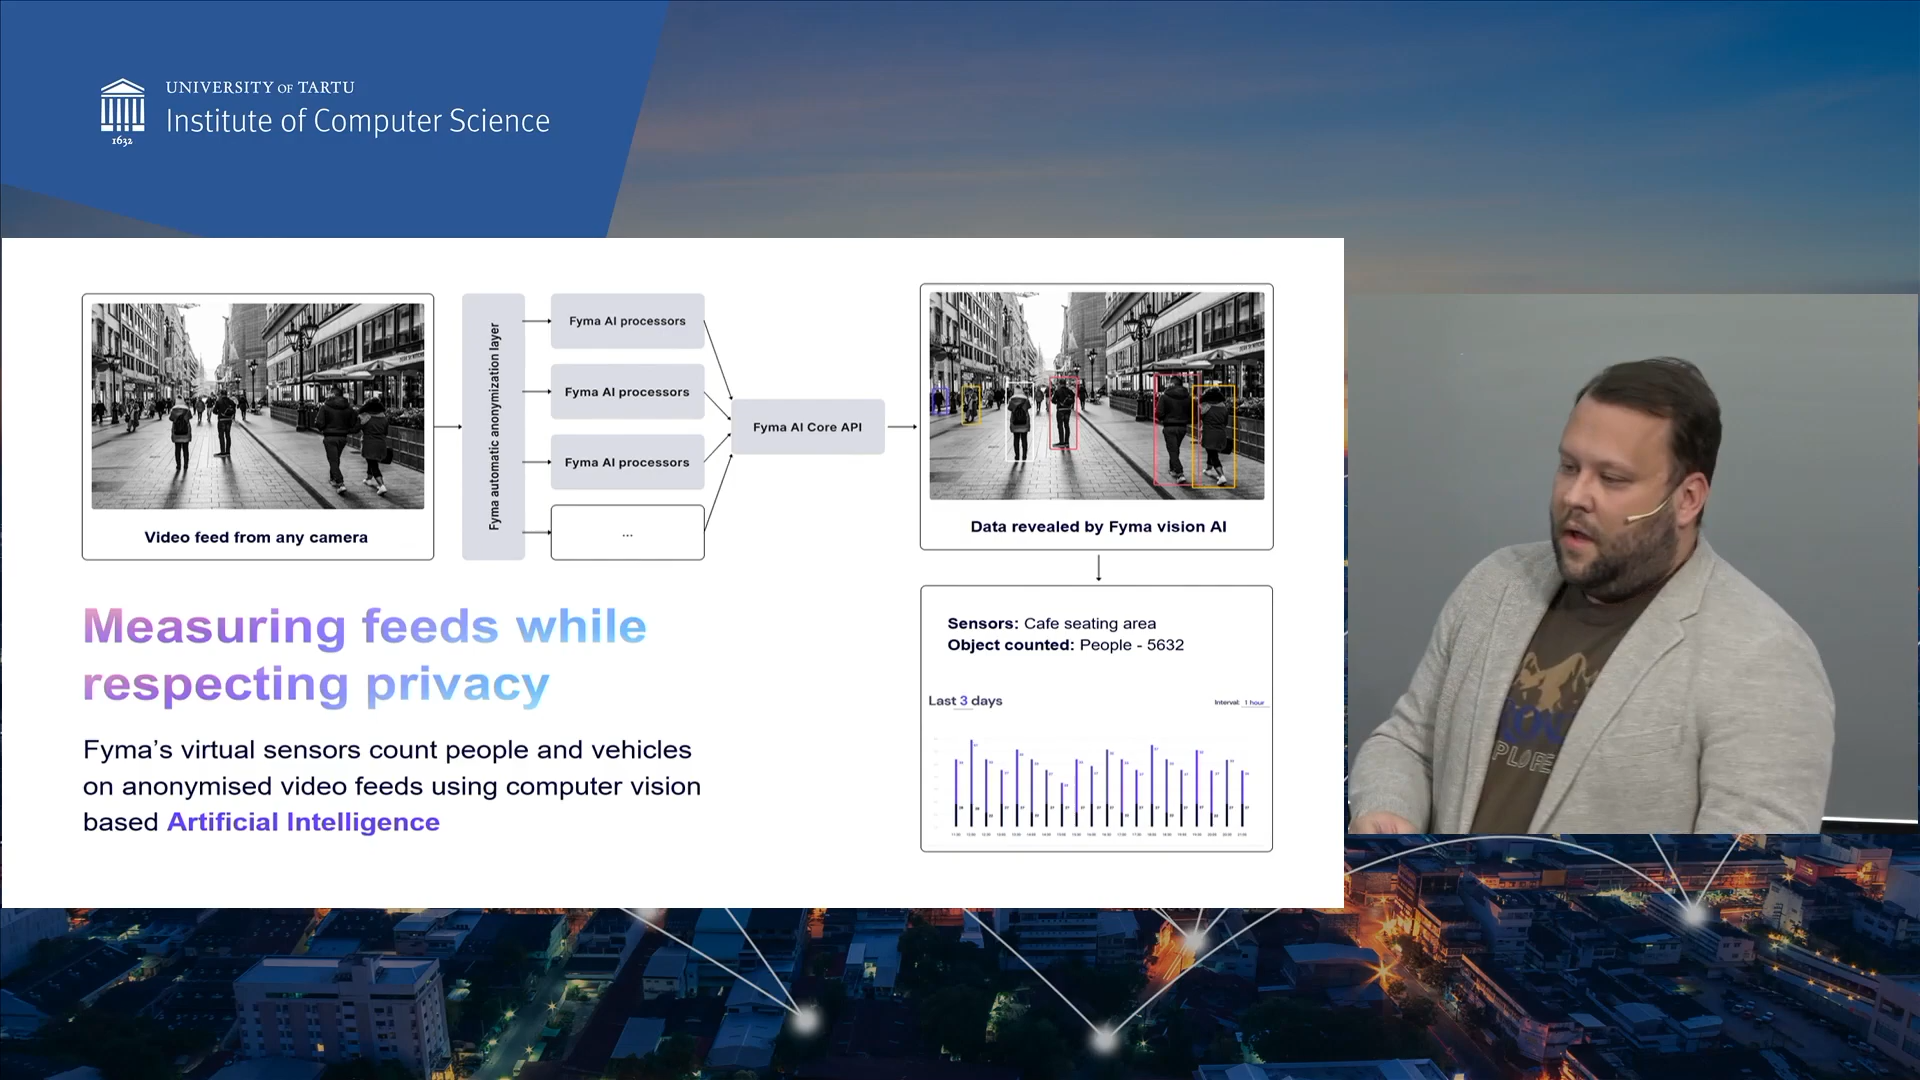 UNIVERSITY OF TARTU
Institute of Computer Science
1632
Video feed from any camera
Fyma automatic anonymization layer
Fyma AI processors
Fyma AI processors
Fyma AI processors
...
Fyma AI Core API
Data revealed by Fyma vision AI
Measuring feeds while
respecting privacy
Fyma’s virtual sensors count people and vehicles
on anonymised video feeds using computer vision
based Artificial Intelligence
Sensors: Cafe seating area
Object counted: People - 5632
Last 3 days
Interval: 1 hour
PLOFE